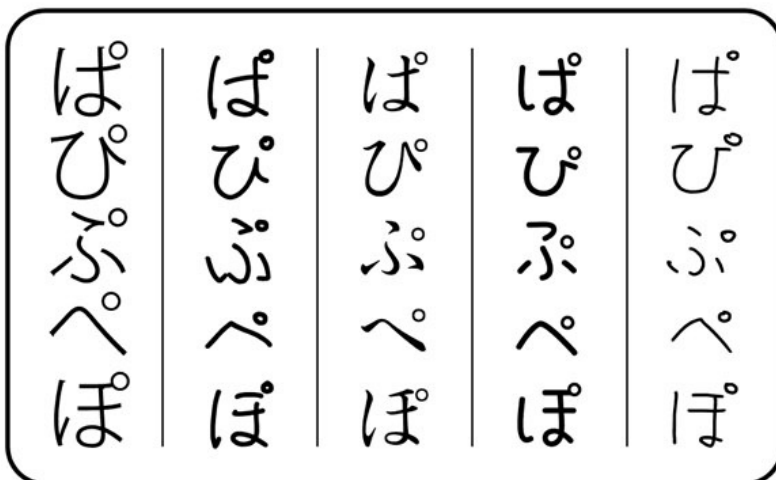 ぱ ぱ ぱ ぱ ぱ
ぴ ぴ ぴ ぴ ぴ
ぷ ぷ ぷ ぷ ぷ
ぺ ぺ ぺ ぺ ぺ
ぽ ぽ ぽ ぽ ぽ